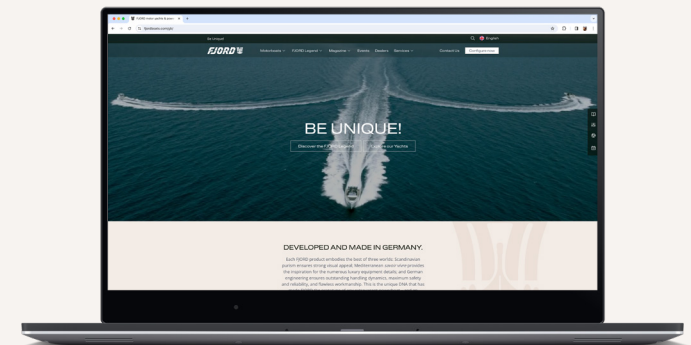 FJORD
fjordboats.com
Be Unique!
English
FJORD
Motorboats
FJORD Legend
Magazine
Events
Dealers
Services
Contact Us
Configure now
BE UNIQUE!
Discover the FJORD
our Yachts
DEVELOPED AND MADE IN GERMANY.
Each FJORD product embodies the best of three worlds: Scandinavian
purism ensures strong visual appeal; Mediterranean savoir-vivre provides
the inspiration for the numerous luxury equipment details; and German
engineering ensures outstanding handling dynamics, maximum safety
and reliability, and flawless workmanship. This is the unique DNA that has